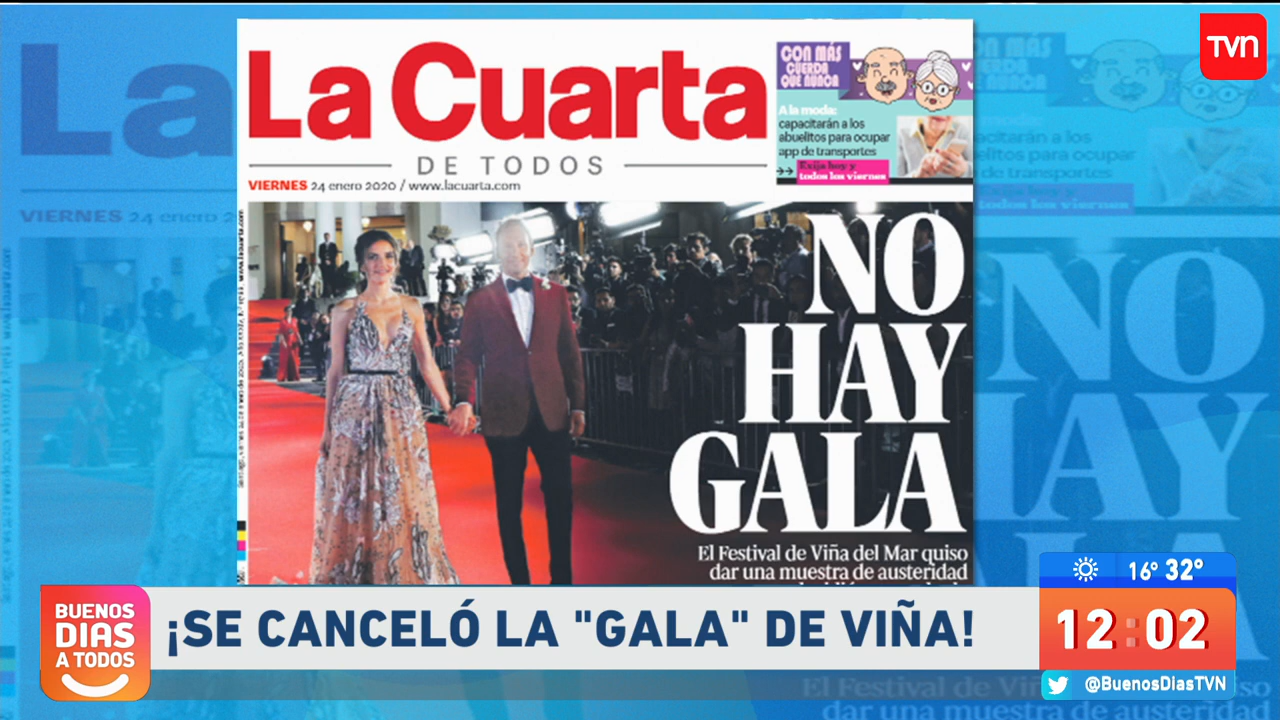 La Cuarta
DE TODOS
VIERNES 24 enero 2020 / www.lacuarta.com
CON MÁS
CUERDA
QUE NUNCA
A la moda:
capacitarán a los
abuelitos para ocupar
app de transportes
Exija hoy y
todos los viernes
TVN
NO
HAY
GALA
El Festival de Viña del Mar quiso
dar una muestra de austeridad
16° 32°
BUENOS
DIAS
A TODOS
¡SE CANCELÓ LA "GALA" DE VIÑA!
12:02
@BuenosDiasTVN